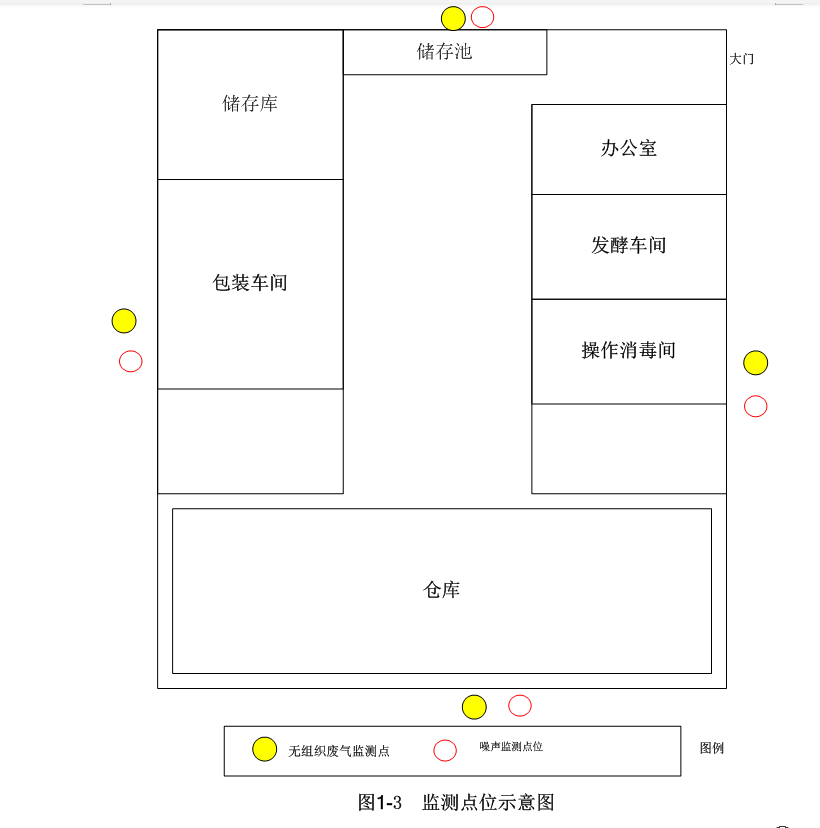 储存池
大门
储存库
办公室
发酵车间
包装车间
操作消毒间
仓库
无组织废气监测点
噪声监测点位
图例
图1-3 监测点位示意图